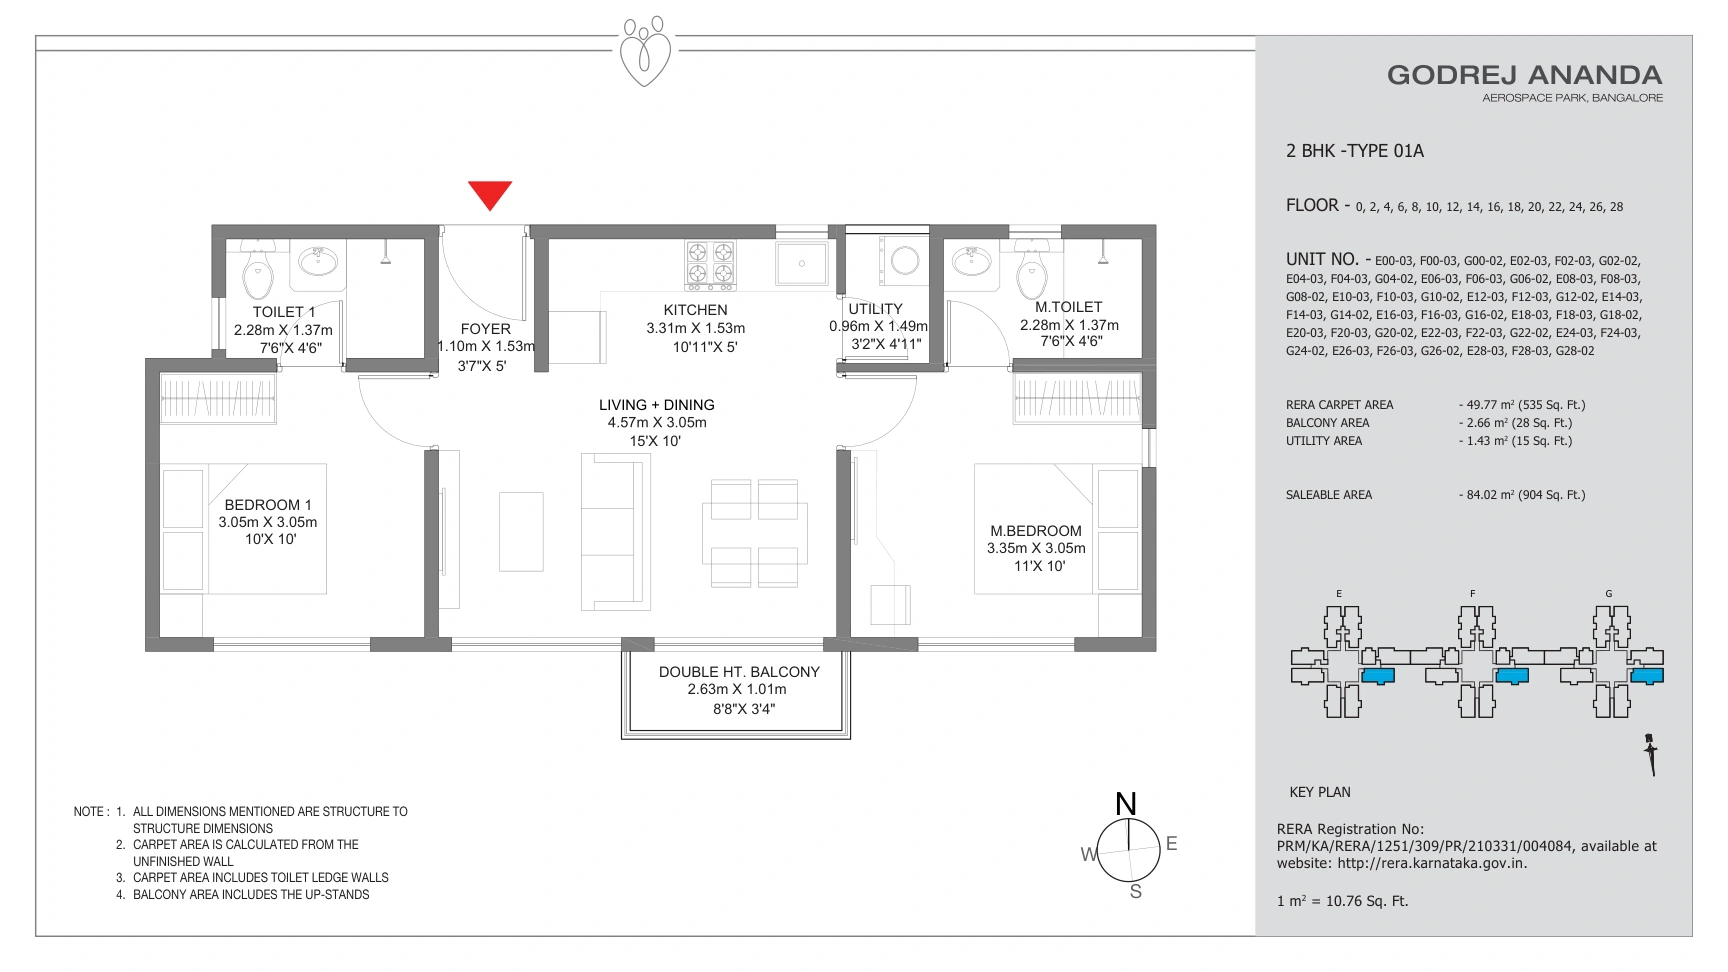 GODREJ ANANDA
AEROSPACE PARK, BANGALORE
2 BHK -TYPE 01A
FLOOR - 0, 2, 4, 6, 8, 10, 12, 14, 16, 18, 20, 22, 24, 26, 28
UNIT NO. - E00-03, F00-03, G00-02, E02-03, F02-03, G02-02,
E04-03, F04-03, G04-02, E06-03, F06-03, G06-02, E08-03, F08-03,
G08-02, E10-03, F10-03, G10-02, E12-03, F12-03, G12-02, E14-03,
F14-03, G14-02, E16-03, F16-03, G16-02, E18-03, F18-03, G18-02,
E20-03, F20-03, G20-02, E22-03, F22-03, G22-02, E24-03, F24-03,
G24-02, E26-03, F26-03, G26-02, E28-03, F28-03, G28-02
RERA CARPET AREA - 49.77 m² (535 Sq. Ft.)
BALCONY AREA - 2.66 m² (28 Sq. Ft.)
UTILITY AREA - 1.43 m² (15 Sq. Ft.)
SALEABLE AREA - 84.02 m² (904 Sq. Ft.)
E F G
N
KEY PLAN
RERA Registration No:
PRM/KA/RERA/1251/309/PR/210331/004084, available at
website: http://rera.karnataka.gov.in.
1 m² = 10.76 Sq. Ft.
TOILET 1
2.28m X 1.37m
7'6"X 4'6"
FOYER
1.10m X 1.53m
3'7"X 5'
KITCHEN
3.31m X 1.53m
10'11"X 5'
UTILITY
0.96m X 1.49m
3'2"X 4'11"
M.TOILET
2.28m X 1.37m
7'6"X 4'6"
LIVING + DINING
4.57m X 3.05m
15'X 10'
BEDROOM 1
3.05m X 3.05m
10'X 10'
M.BEDROOM
3.35m X 3.05m
11'X 10'
DOUBLE HT. BALCONY
2.63m X 1.01m
8'8"X 3'4"
NOTE : 1. ALL DIMENSIONS MENTIONED ARE STRUCTURE TO
STRUCTURE DIMENSIONS
2. CARPET AREA IS CALCULATED FROM THE
UNFINISHED WALL
3. CARPET AREA INCLUDES TOILET LEDGE WALLS
4. BALCONY AREA INCLUDES THE UP-STANDS
N
W E
S